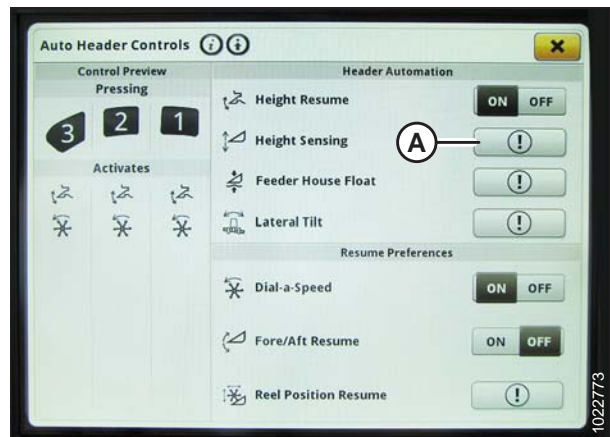 Auto Header Controls
Control Preview
Pressing
3 2 1
Activates
Header Automation
Height Resume ON OFF
Height Sensing A !
Feeder House Float !
Lateral Tilt !
Resume Preferences
Dial-a-Speed ON OFF
Fore/Aft Resume ON OFF
Reel Position Resume !
1022773